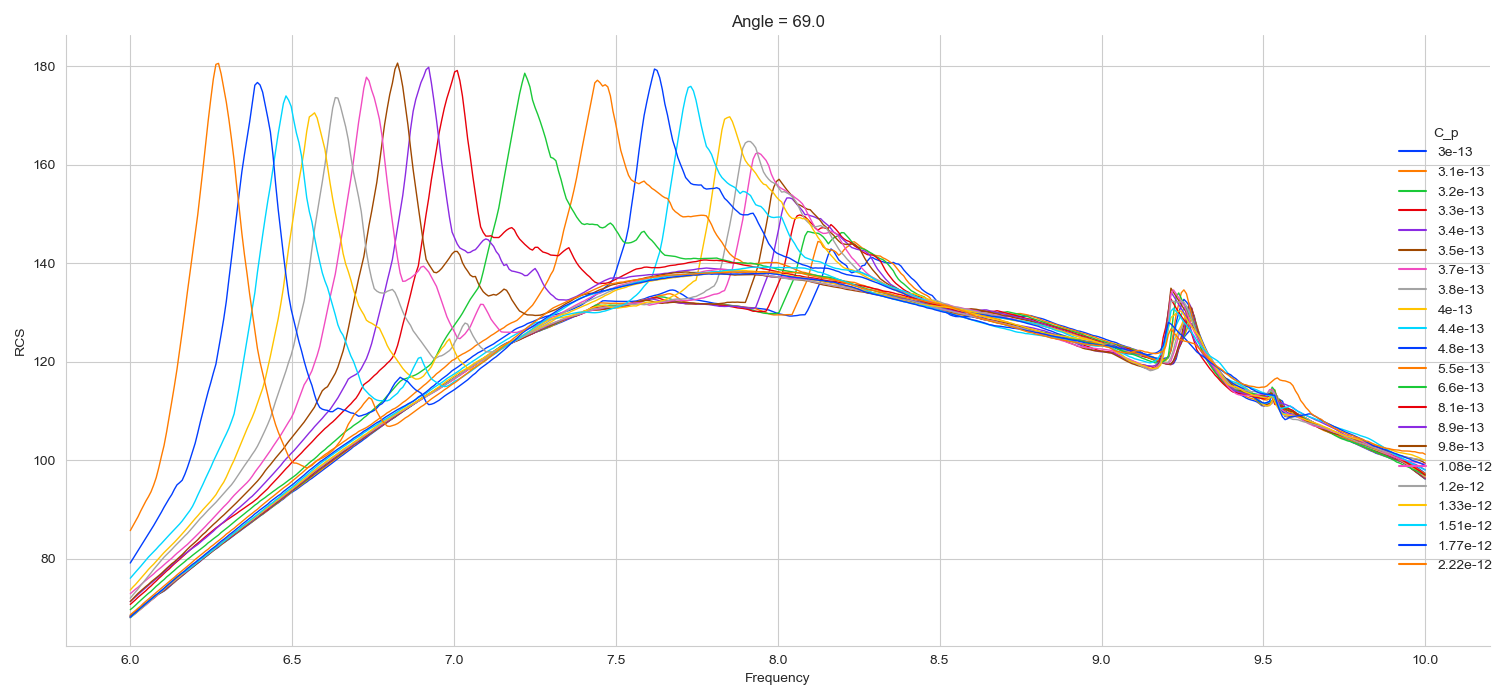 Angle = 69.0
RCS
180
160
140
120
100
80
6.0 6.5 7.0 7.5 8.0 8.5 9.0 9.5 10.0
Frequency
C_p
3e-13
3.1e-13
3.2e-13
3.3e-13
3.4e-13
3.5e-13
3.7e-13
3.8e-13
4e-13
4.4e-13
4.8e-13
5.5e-13
6.6e-13
8.1e-13
8.9e-13
9.8e-13
1.08e-12
1.2e-12
1.33e-12
1.51e-12
1.77e-12
2.22e-12